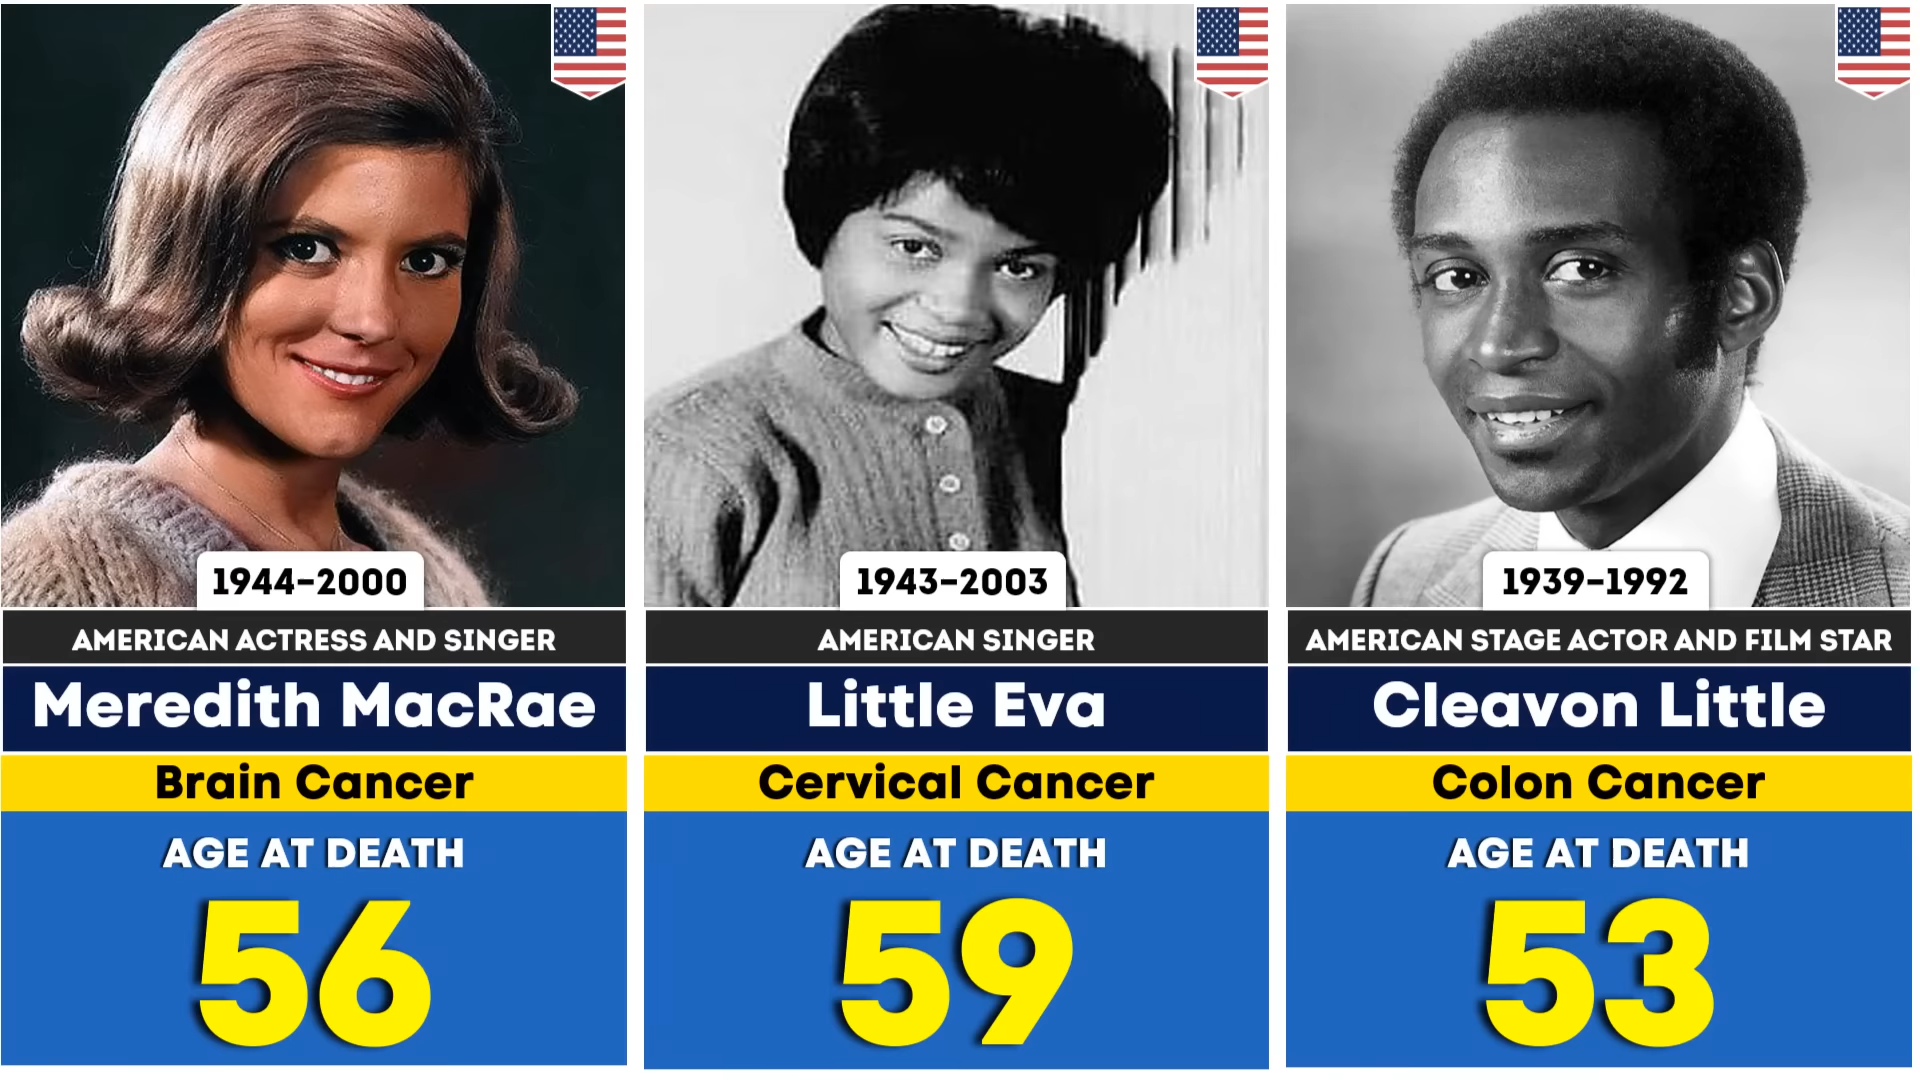 1944–2000
AMERICAN ACTRESS AND SINGER
Meredith MacRae
Brain Cancer
AGE AT DEATH
56
1943–2003
AMERICAN SINGER
Little Eva
Cervical Cancer
AGE AT DEATH
59
1939–1992
AMERICAN STAGE ACTOR AND FILM STAR
Cleavon Little
Colon Cancer
AGE AT DEATH
53